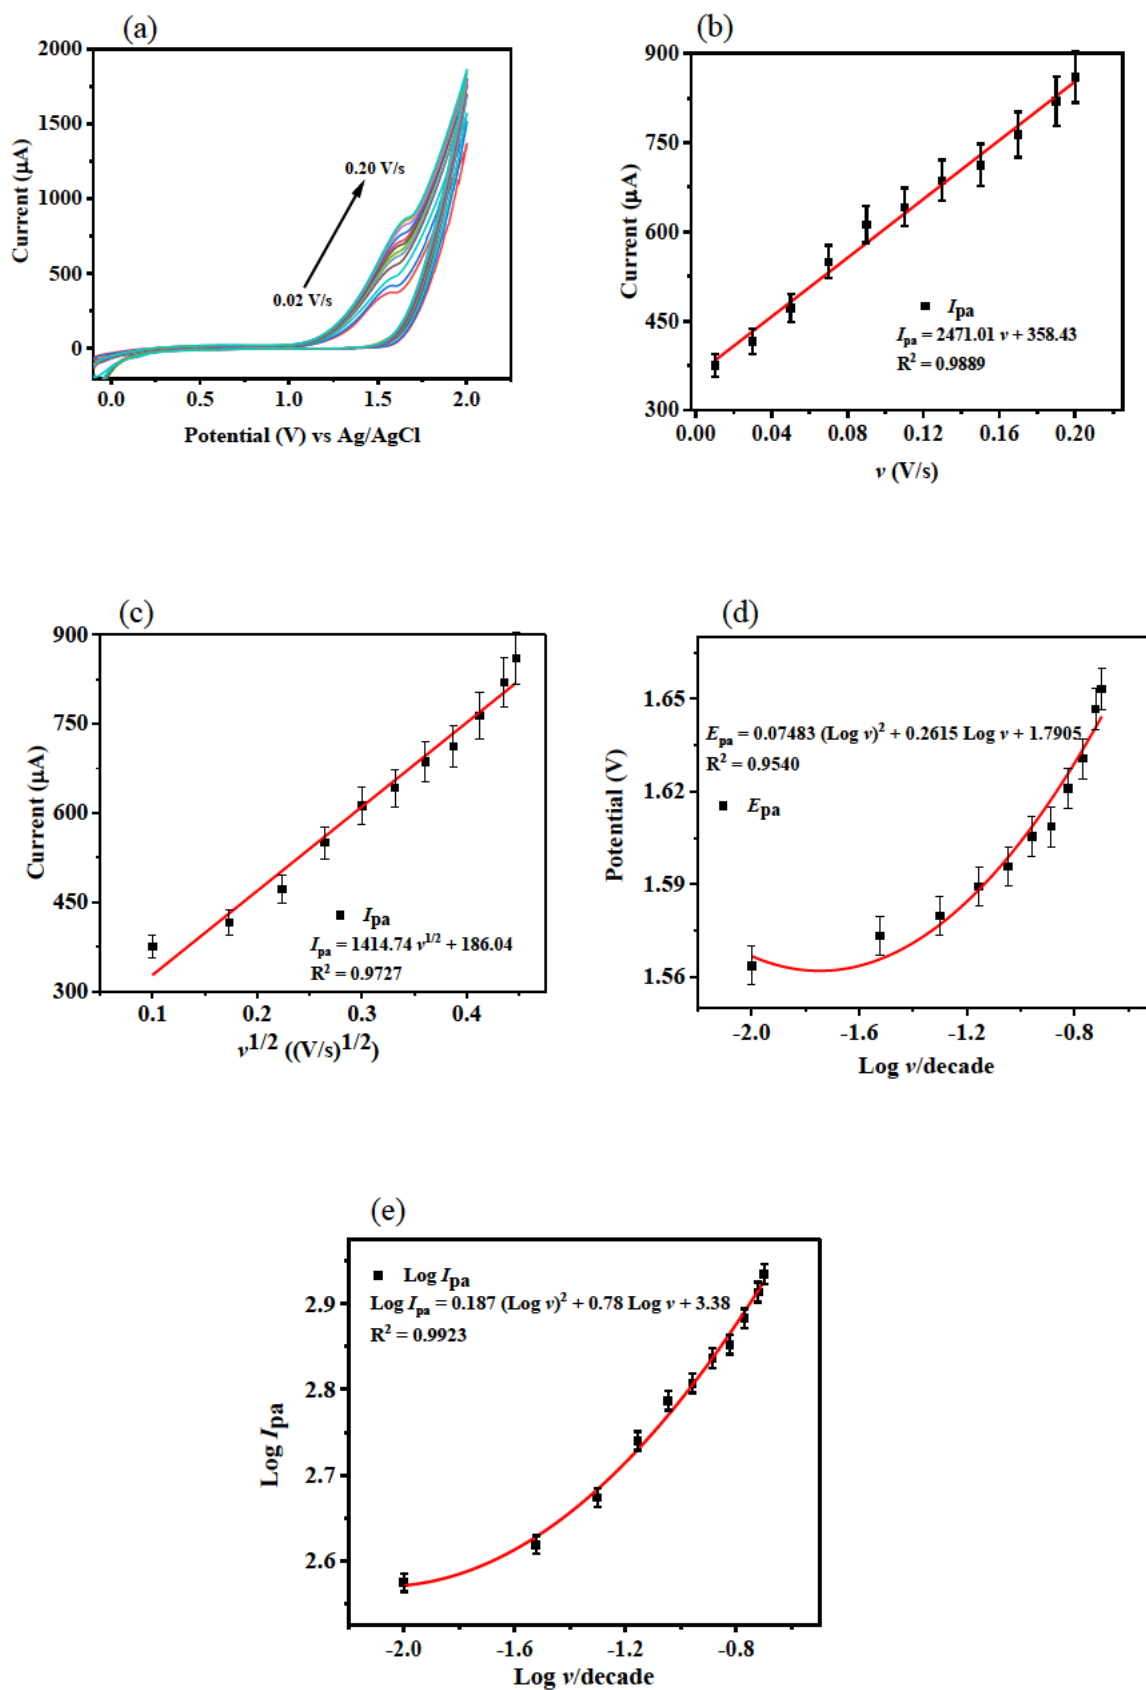 (a)
2000
1500
1000
500
0
Current (µA)
0.20 V/s
0.02 V/s
0.0 0.5 1.0 1.5 2.0
Potential (V) vs Ag/AgCl
(b)
900
750
600
450
300
Current (µA)
Ipa
Ipa = 2471.01 v + 358.43
R² = 0.9889
0.00 0.04 0.08 0.12 0.16 0.20
v (V/s)
(c)
900
750
600
450
300
Current (µA)
Ipa
Ipa = 1414.74 v1/2 + 186.04
R² = 0.9727
0.1 0.2 0.3 0.4
v1/2 ((V/s)1/2)
(d)
1.65
1.62
1.59
1.56
Potential (V)
Epa = 0.07483 (Log v)² + 0.2615 Log v + 1.7905
R² = 0.9540
Epa
-2.0 -1.6 -1.2 -0.8
Log v/decade
(e)
2.9
2.8
2.7
2.6
Log Ipa
Log Ipa
Log Ipa = 0.187 (Log v)² + 0.78 Log v + 3.38
R² = 0.9923
-2.0 -1.6 -1.2 -0.8
Log v/decade